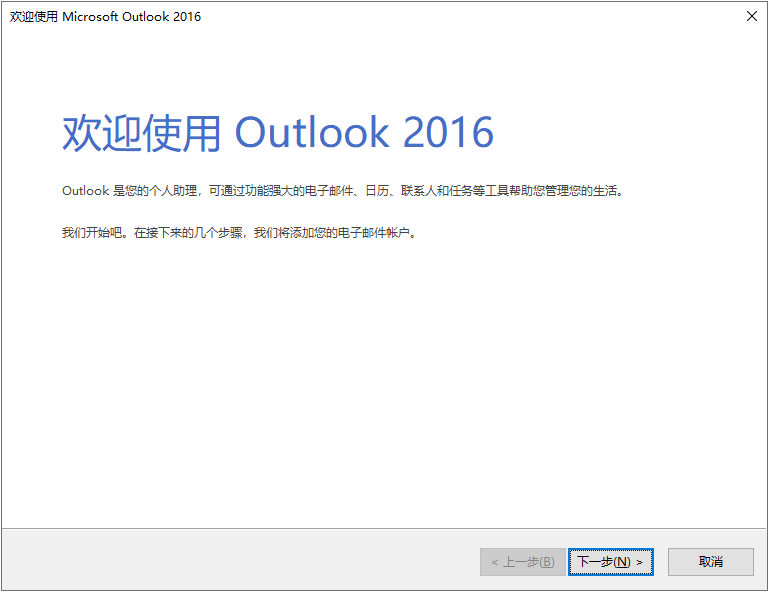 欢迎使用 Microsoft Outlook 2016
欢迎使用 Outlook 2016
Outlook 是您的个人助理，可通过功能强大的电子邮件、日历、联系人和任务等工具帮助您管理您的生活。
我们开始吧。在接下来的几个步骤，我们将添加您的电子邮件帐户。
< 上一步(B) 下一步(N) > 取消